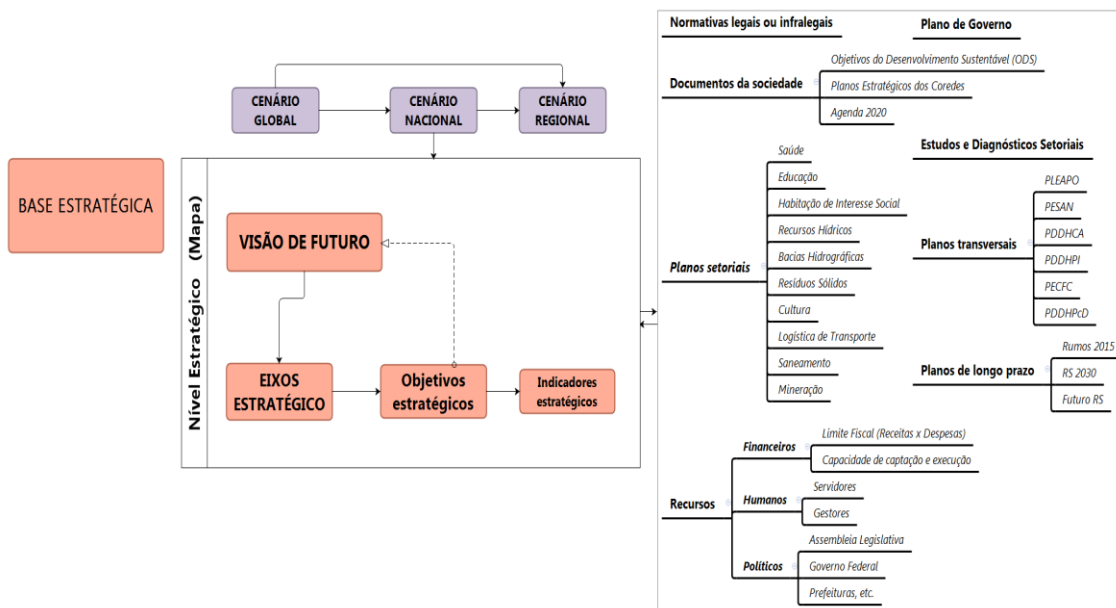 BASE ESTRATÉGICA
CENÁRIO
GLOBAL
CENÁRIO
NACIONAL
CENÁRIO
REGIONAL
Nível Estratégico (Mapa)
VISÃO DE FUTURO
EIXOS
ESTRATÉGICO
Objetivos
estratégicos
Indicadores
estratégicos
Normativas legais ou infralegais
Plano de Governo
Documentos da sociedade
Objetivos do Desenvolvimento Sustentável (ODS)
Planos Estratégicos dos Coredes
Agenda 2020
Planos setoriais
Saúde
Educação
Habitação de Interesse Social
Recursos Hídricos
Bacias Hidrográficas
Resíduos Sólidos
Cultura
Logística de Transporte
Saneamento
Mineração
Estudos e Diagnósticos Setoriais
Planos transversais
PLEAPO
PESAN
PDDHCA
PDDHPI
PECFC
PDDHPcD
Planos de longo prazo
Rumos 2015
RS 2030
Futuro RS
Recursos
Financeiros
Limite Fiscal (Receitas x Despesas)
Capacidade de captação e execução
Humanos
Servidores
Gestores
Políticos
Assembleia Legislativa
Governo Federal
Prefeituras, etc.